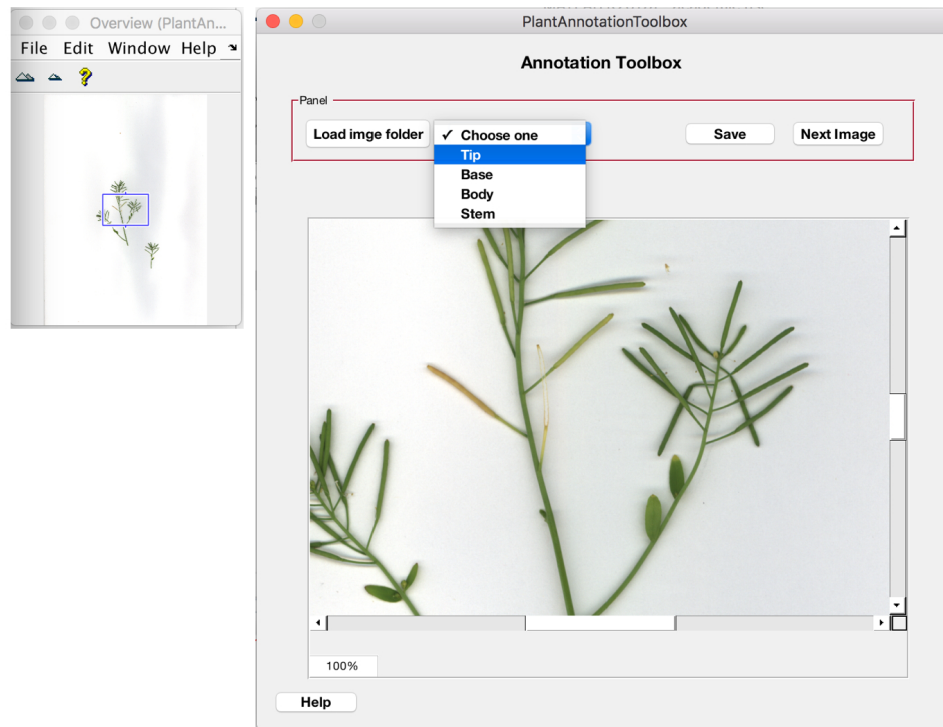 Overview (PlantAn...
File Edit Window Help
?
PlantAnnotationToolbox
Annotation Toolbox
Panel
Load imge folder
✓ Choose one
Tip
Base
Body
Stem
Save
Next Image
100%
Help